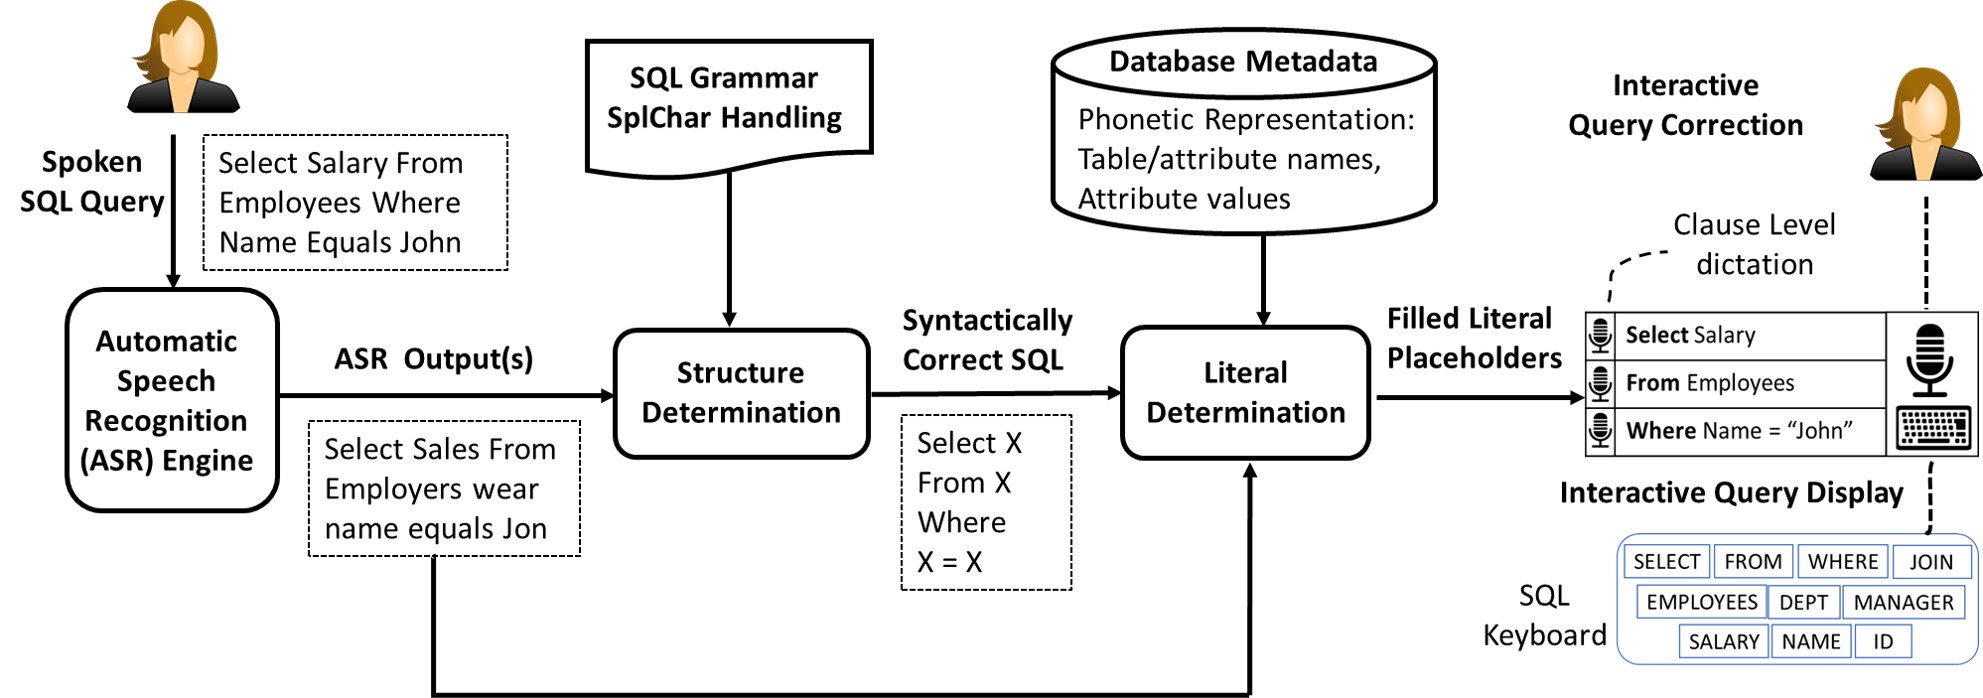 Spoken
SQL Query
Select Salary From
Employees Where
Name Equals John
Automatic
Speech
Recognition
(ASR) Engine
ASR Output(s)
Select Sales From
Employers wear
name equals Jon
SQL Grammar
SplChar Handling
Structure
Determination
Syntactically
Correct SQL
Select X
From X
Where
X = X
Database Metadata
Phonetic Representation:
Table/attribute names,
Attribute values
Literal
Determination
Filled Literal
Placeholders
Interactive
Query Correction
Clause Level
dictation
Select Salary
From Employees
Where Name = “John”
Interactive Query Display
SQL
Keyboard
SELECT FROM WHERE JOIN
EMPLOYEES DEPT MANAGER
SALARY NAME ID